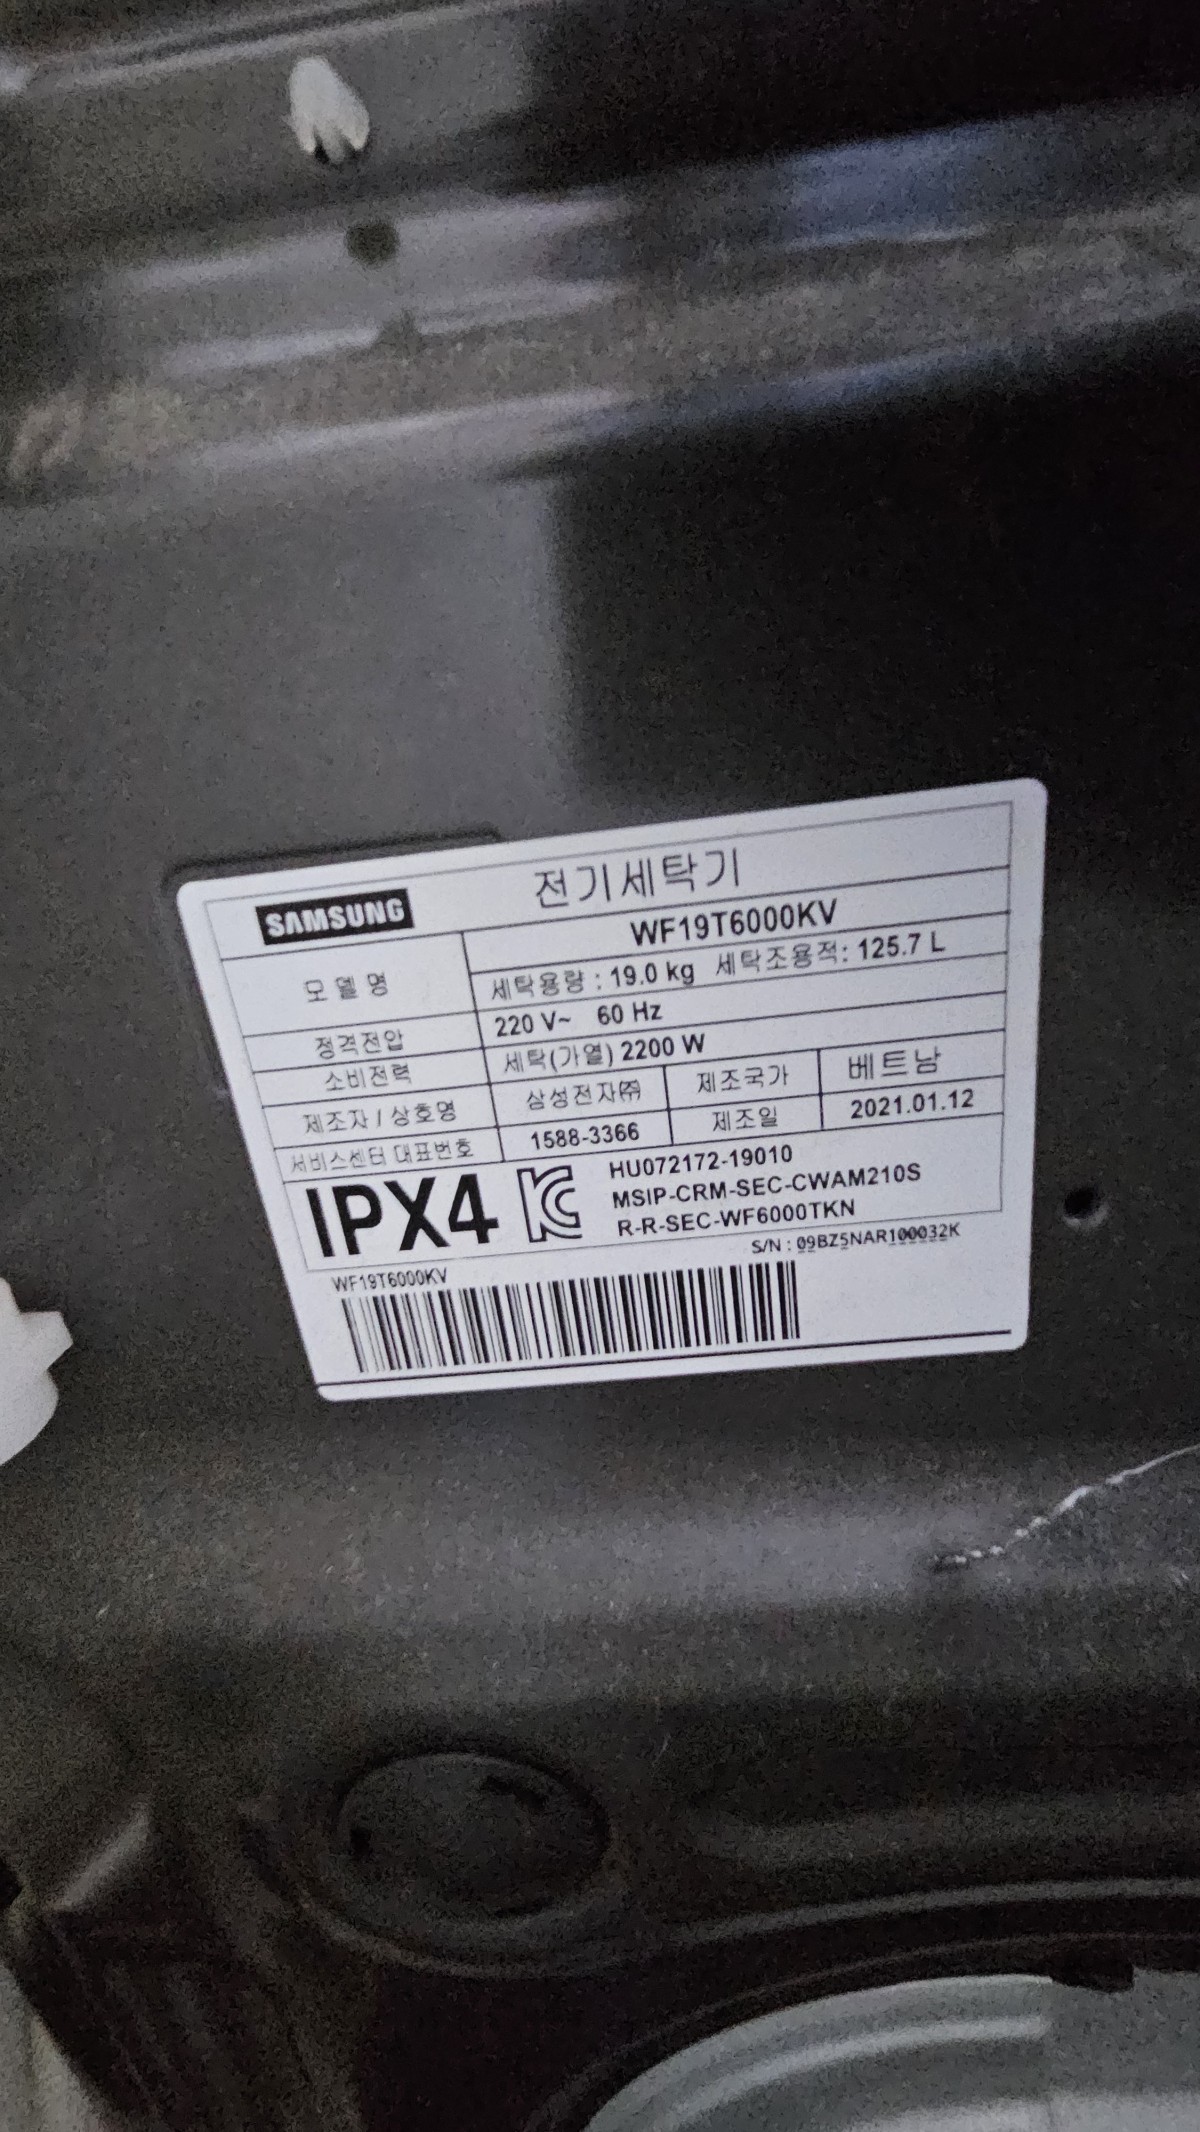 SAMSUNG 전기세탁기
모델명 WF19T6000KV
세탁용량 : 19.0 kg 세탁조용적: 125.7 L
정격전압 220 V~ 60 Hz
소비전력 세탁(가열) 2200 W
제조자 / 상호명 삼성전자㈜ 제조국가 베트남
서비스센터 대표번호 1588-3366 제조일 2021.01.12
IPX4
HU072172-19010
MSIP-CRM-SEC-CWAM210S
R-R-SEC-WF6000TKN
S/N : 09BZ5NAR100032K
WF19T6000KV